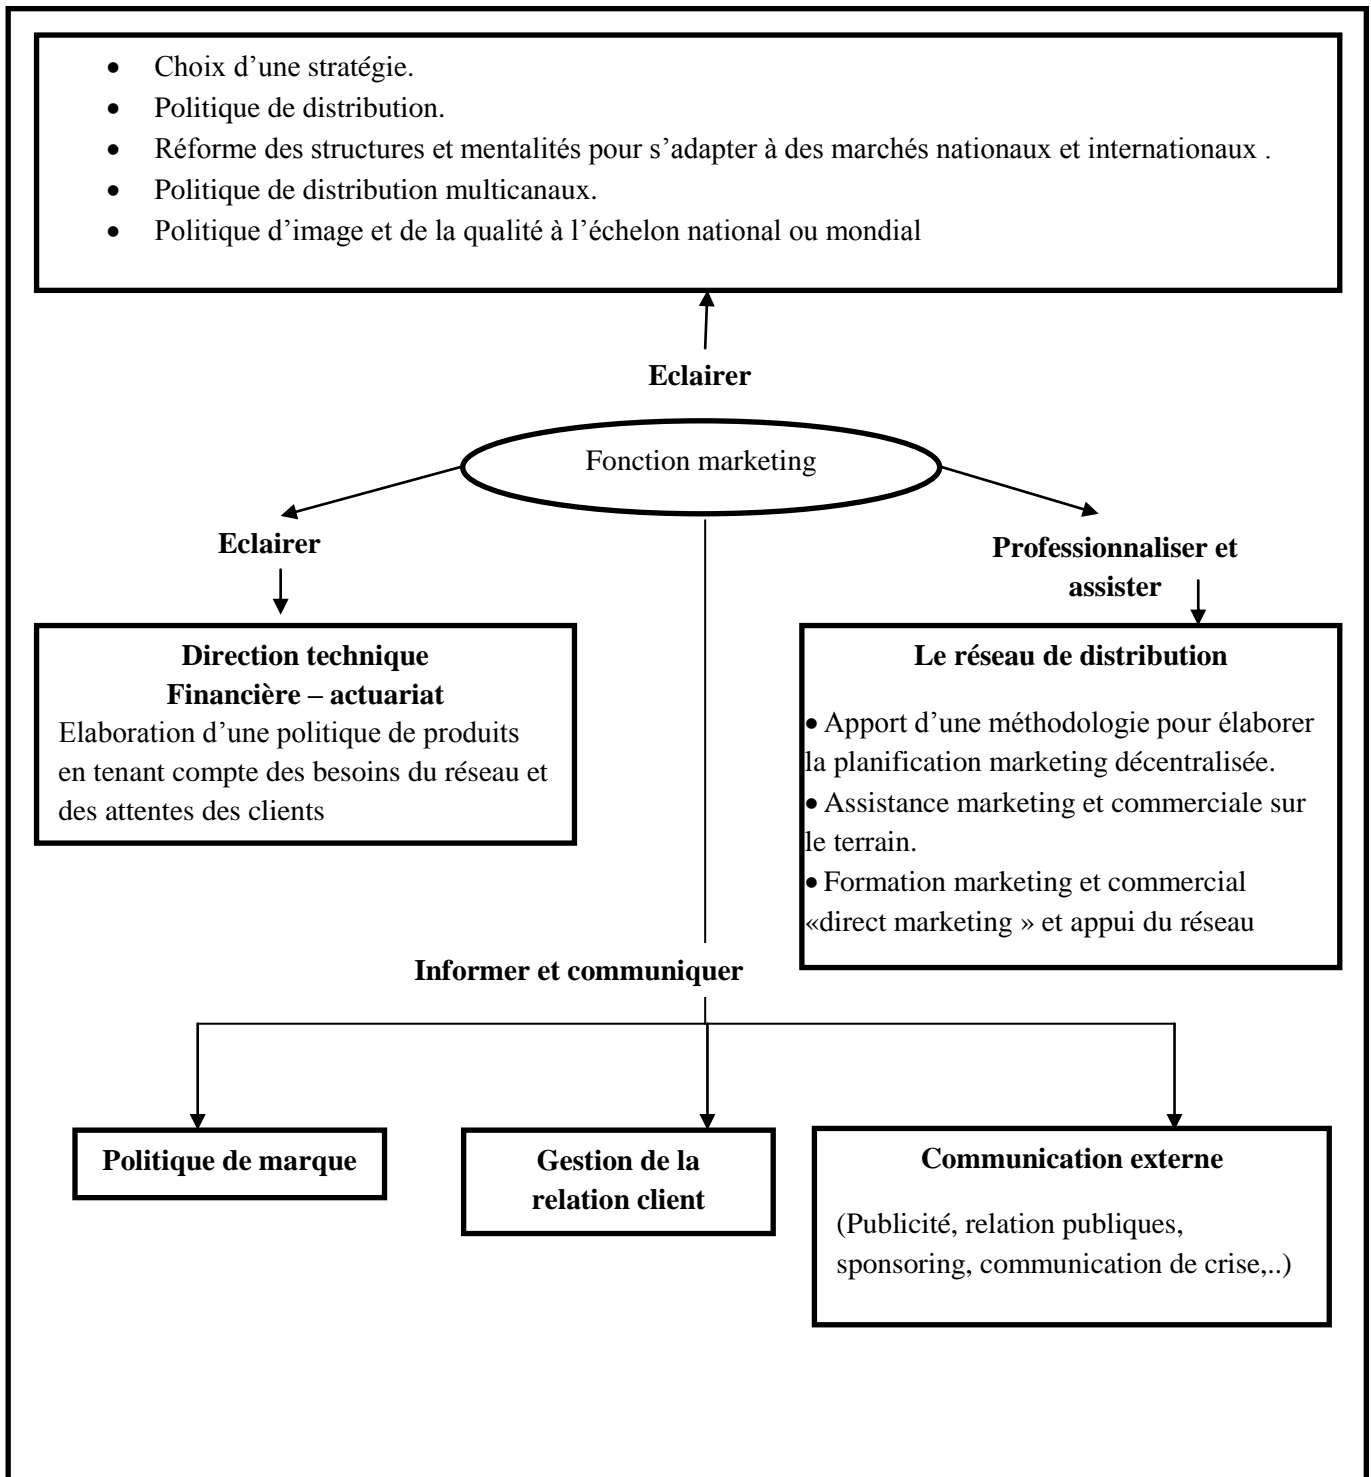 • Choix d’une stratégie.
• Politique de distribution.
• Réforme des structures et mentalités pour s’adapter à des marchés nationaux et internationaux .
• Politique de distribution multicanaux.
• Politique d’image et de la qualité à l’échelon national ou mondial
Eclairer
Fonction marketing
Eclairer
Professionnaliser et
assister
Direction technique
Financière – actuariat
Elaboration d’une politique de produits
en tenant compte des besoins du réseau et
des attentes des clients
Le réseau de distribution
• Apport d’une méthodologie pour élaborer
la planification marketing décentralisée.
• Assistance marketing et commerciale sur
le terrain.
• Formation marketing et commercial
«direct marketing » et appui du réseau
Informer et communiquer
Politique de marque
Gestion de la
relation client
Communication externe
(Publicité, relation publiques,
sponsoring, communication de crise,..)